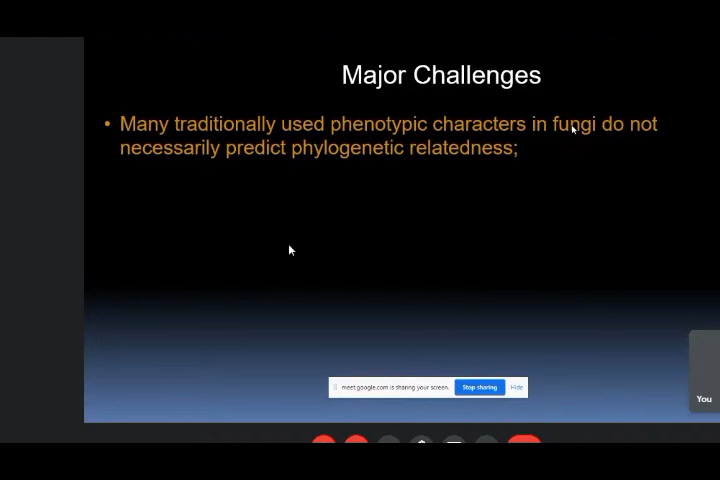 Major Challenges
• Many traditionally used phenotypic characters in fungi do not
necessarily predict phylogenetic relatedness;
meet.google.com is sharing your screen. Stop sharing Hide
You